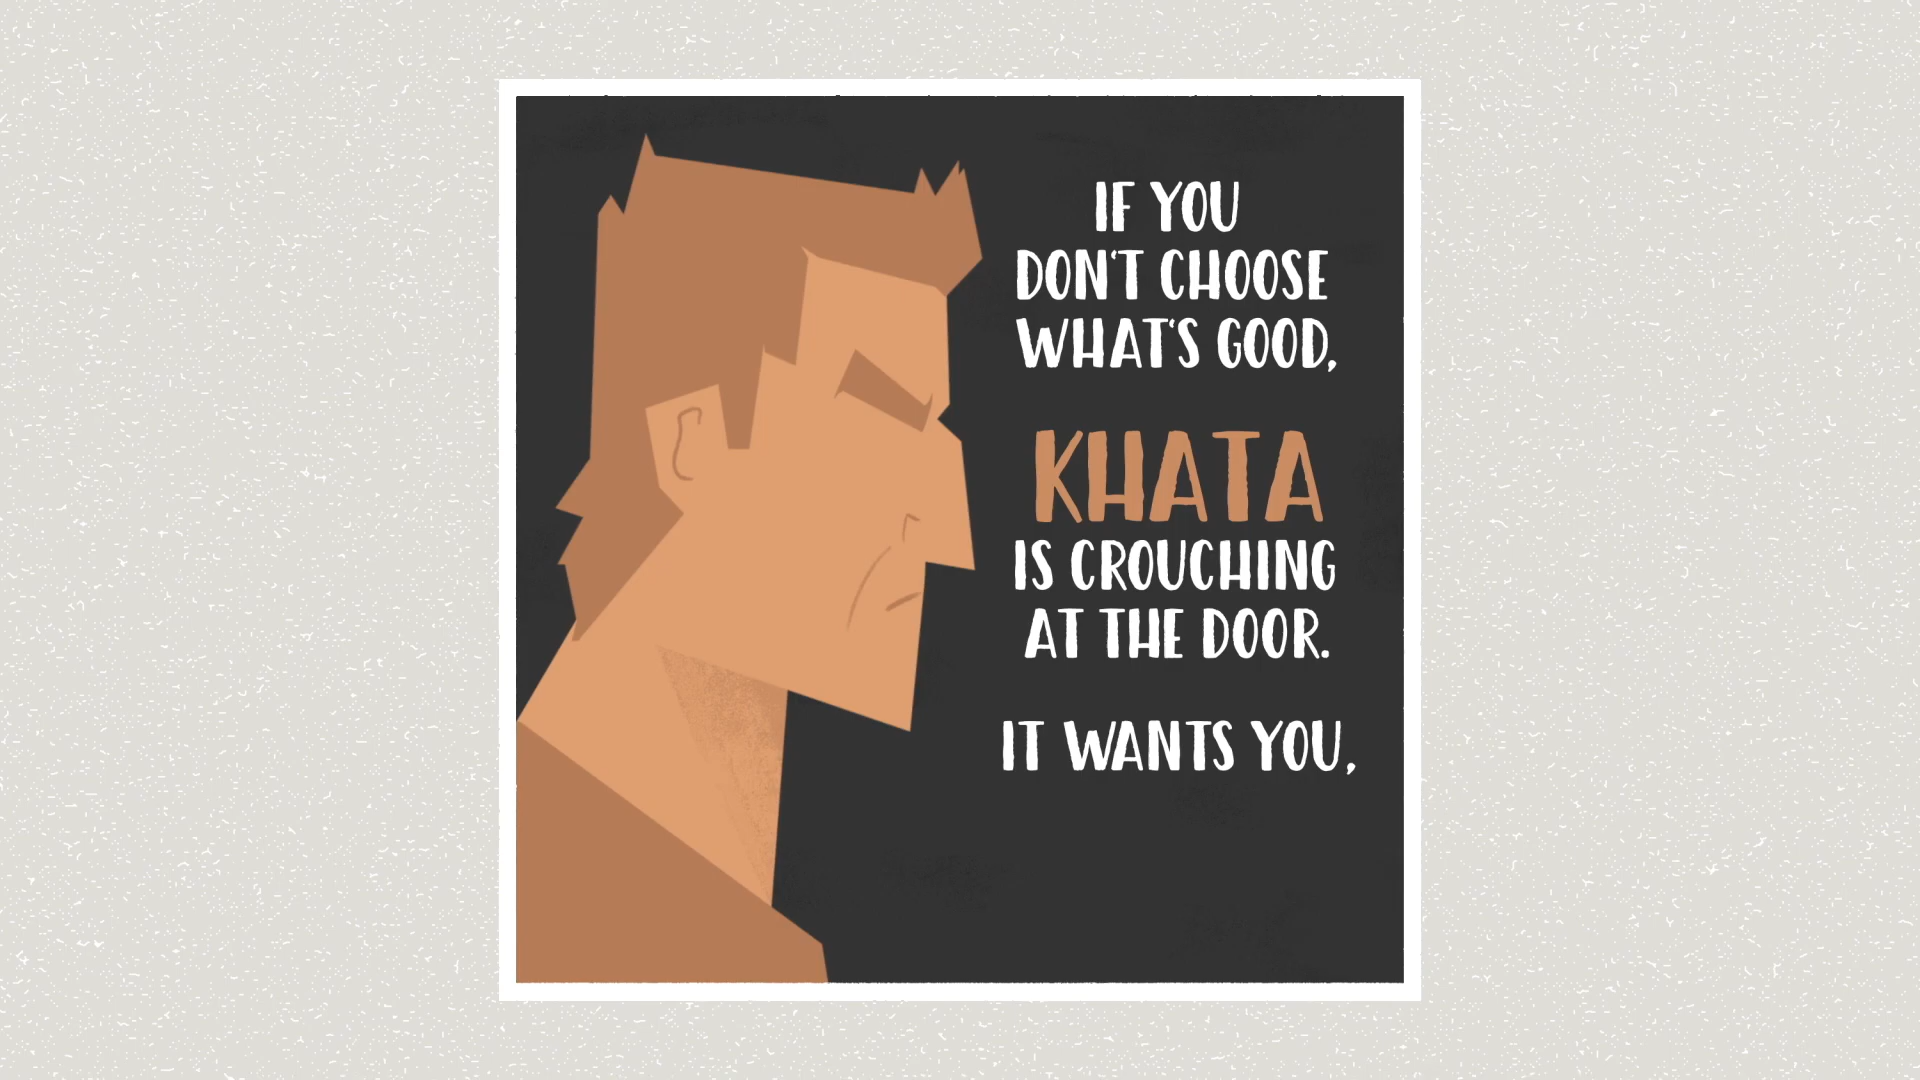 IF YOU
DON'T CHOOSE
WHAT'S GOOD,
KHATA
IS CROUCHING
AT THE DOOR.
IT WANTS YOU,